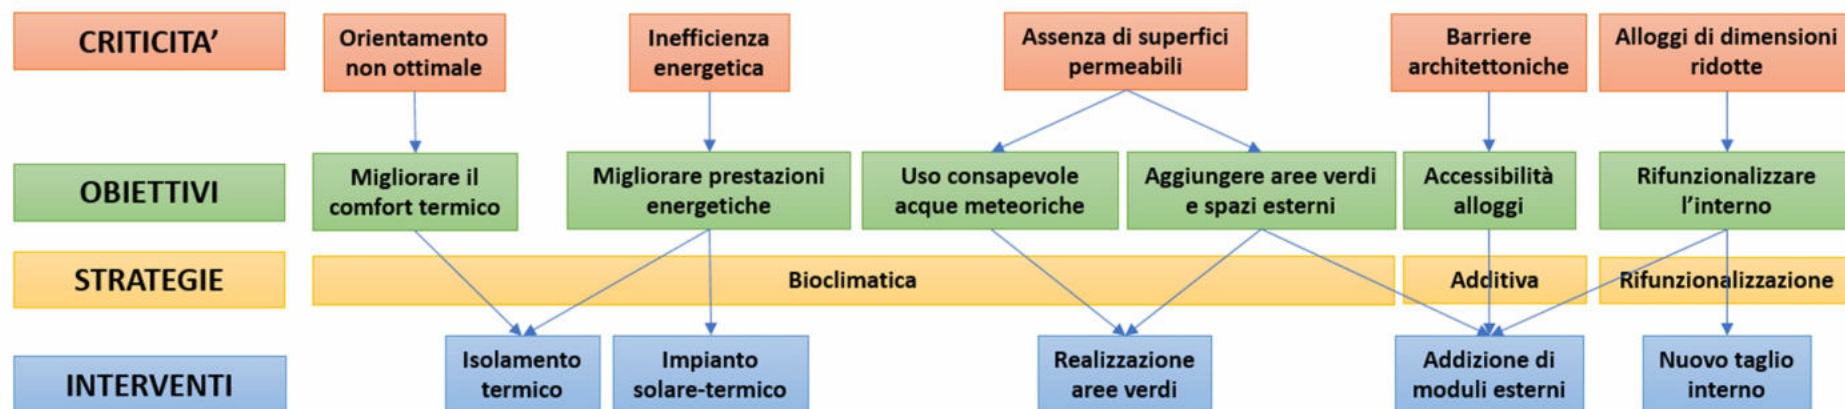 CRITICITA’
Orientamento
non ottimale
Inefficienza
energetica
Assenza di superfici
permeabili
Barriere
architettoniche
Alloggi di dimensioni
ridotte
OBIETTIVI
Migliorare il
comfort termico
Migliorare prestazioni
energetiche
Uso consapevole
acque meteoriche
Aggiungere aree verdi
e spazi esterni
Accessibilità
alloggi
Rifunzionalizzare
l’interno
STRATEGIE
Bioclimatica
Additiva
Rifunzionalizzazione
INTERVENTI
Isolamento
termico
Impianto
solare-termico
Realizzazione
aree verdi
Addizione di
moduli esterni
Nuovo taglio
interno